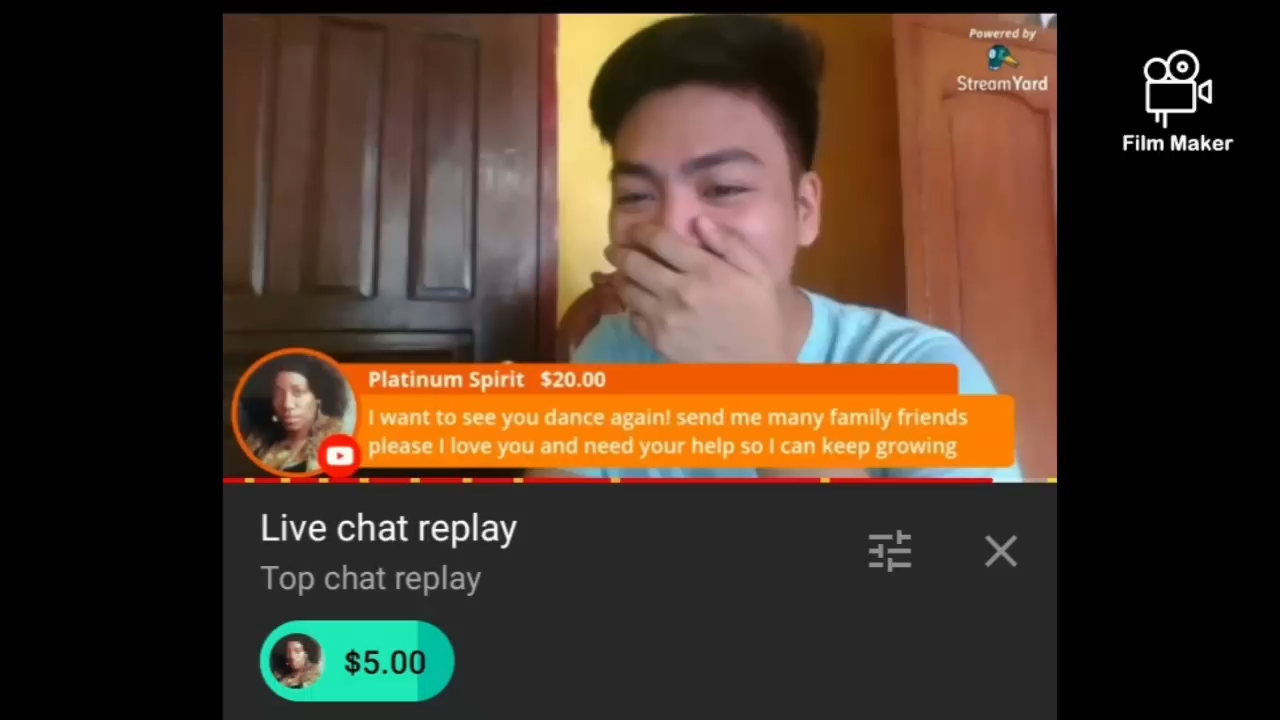 Powered by
StreamYard
Film Maker
Platinum Spirit $20.00
I want to see you dance again! send me many family friends
please I love you and need your help so I can keep growing
Live chat replay
Top chat replay
$5.00